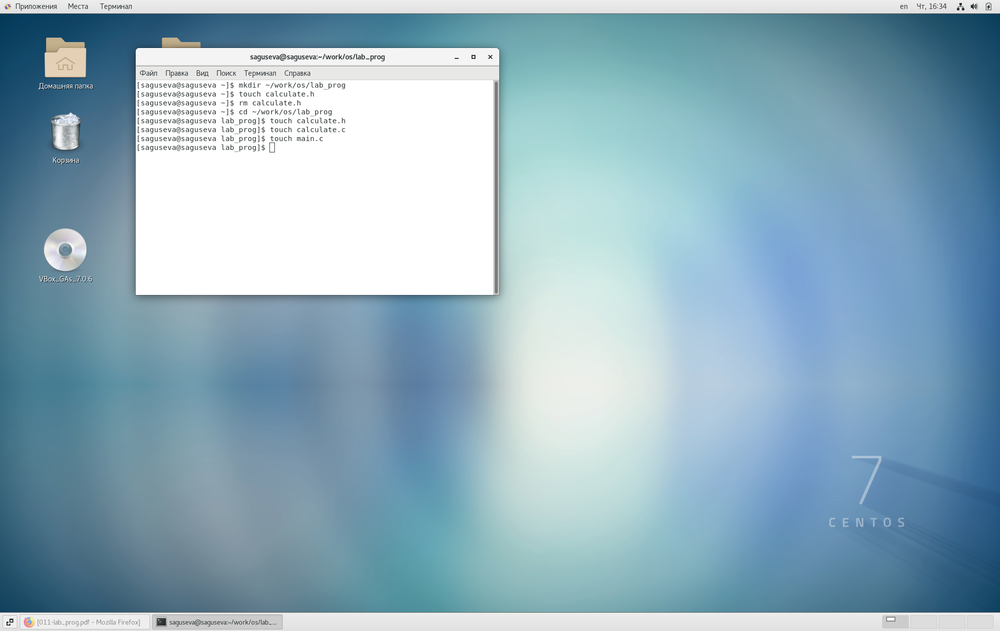 Приложения Места Терминал en Чт, 16:34
Домашняя папка
Корзина
VBox_GAs_7.0.6
saguseva@saguseva:~/work/os/lab_prog
Файл Правка Вид Поиск Терминал Справка
[saguseva@saguseva ~]$ mkdir ~/work/os/lab_prog
[saguseva@saguseva ~]$ touch calculate.h
[saguseva@saguseva ~]$ rm calculate.h
[saguseva@saguseva ~]$ cd ~/work/os/lab_prog
[saguseva@saguseva lab_prog]$ touch calculate.h
[saguseva@saguseva lab_prog]$ touch calculate.c
[saguseva@saguseva lab_prog]$ touch main.c
[saguseva@saguseva lab_prog]$
7
CENTOS
[011-lab_prog.pdf - Mozilla Firefox] saguseva@saguseva:~/work/os/lab_...